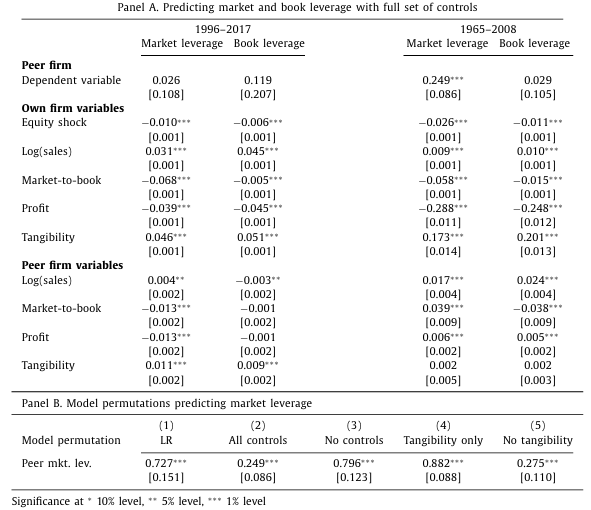 Panel A. Predicting market and book leverage with full set of controls
1996–2017 1965–2008
Market leverage Book leverage Market leverage Book leverage
Peer firm
Dependent variable 0.026 0.119 0.249*** 0.029
[0.108] [0.207] [0.086] [0.105]
Own firm variables
Equity shock −0.010*** −0.006*** −0.026*** −0.011***
[0.001] [0.001] [0.001] [0.001]
Log(sales) 0.031*** 0.045*** 0.009*** 0.010***
[0.001] [0.001] [0.001] [0.001]
Market-to-book −0.068*** −0.005*** −0.058*** −0.015***
[0.001] [0.001] [0.001] [0.001]
Profit −0.039*** −0.045*** −0.288*** −0.248***
[0.001] [0.001] [0.011] [0.012]
Tangibility 0.046*** 0.051*** 0.173*** 0.201***
[0.001] [0.001] [0.014] [0.013]
Peer firm variables
Log(sales) 0.004** −0.003** 0.017*** 0.024***
[0.002] [0.002] [0.004] [0.004]
Market-to-book −0.013*** −0.001 0.039*** −0.038***
[0.002] [0.002] [0.009] [0.009]
Profit −0.013*** −0.001 0.006*** 0.005***
[0.002] [0.002] [0.002] [0.002]
Tangibility 0.011*** 0.009*** 0.002 0.002
[0.002] [0.002] [0.005] [0.003]
Panel B. Model permutations predicting market leverage
(1) (2) (3) (4) (5)
Model permutation LR All controls No controls Tangibility only No tangibility
Peer mkt. lev. 0.727*** 0.249*** 0.796*** 0.882*** 0.275***
[0.151] [0.086] [0.123] [0.088] [0.110]
Significance at * 10% level, ** 5% level, *** 1% level